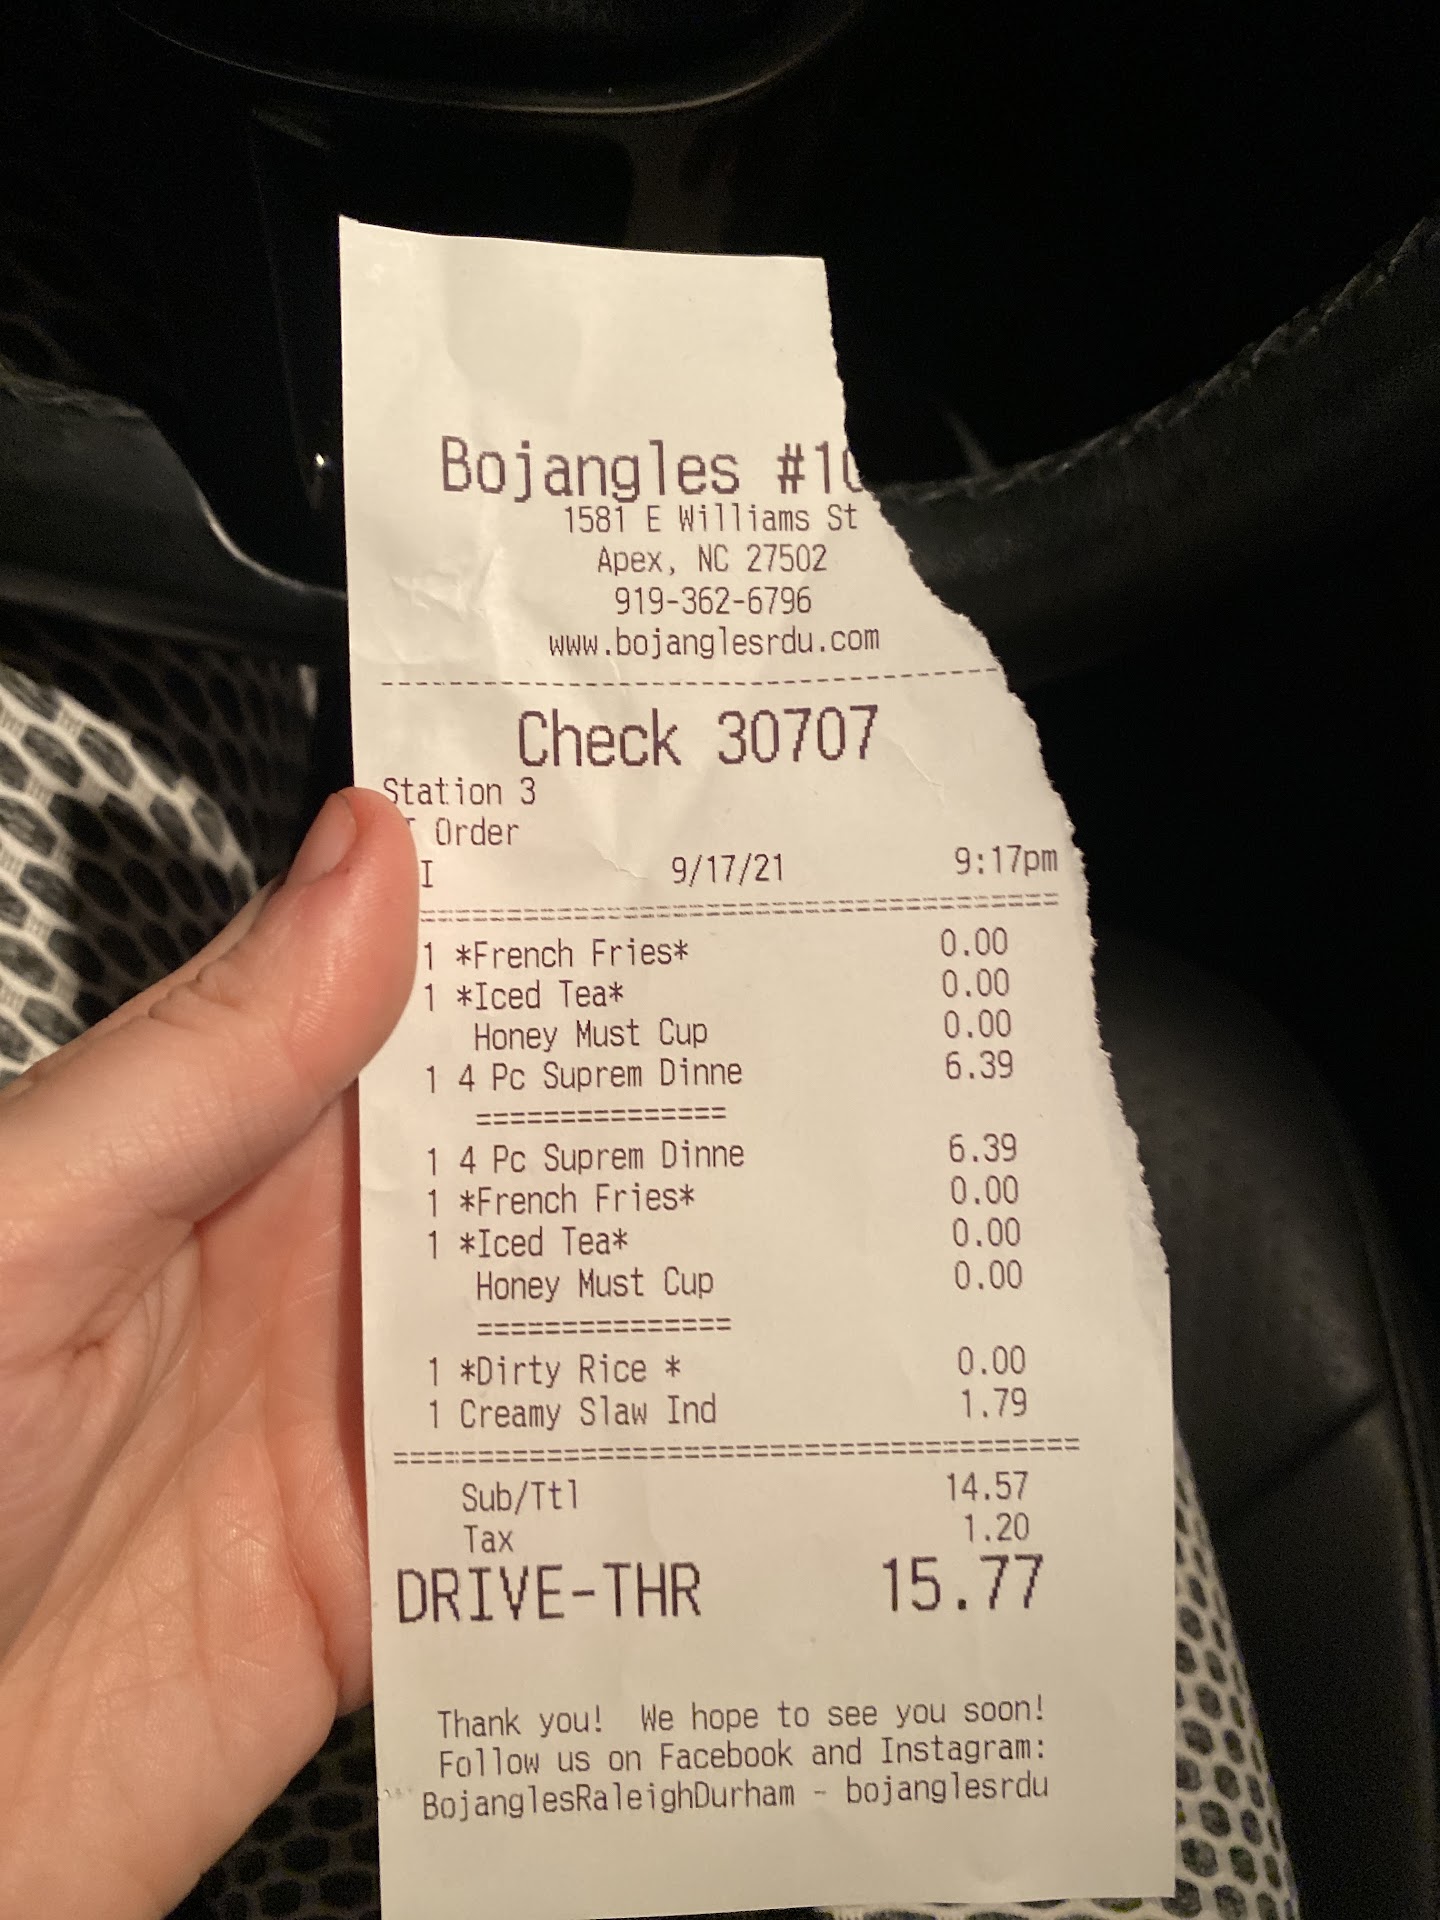 Bojangles #10
1581 E Williams St
Apex, NC 27502
919-362-6796
www.bojanglesrdu.com
Check 30707
Station 3
Order
I 9/17/21 9:17pm
1 *French Fries* 0.00
1 *Iced Tea* 0.00
Honey Must Cup 0.00
1 4 Pc Suprem Dinne 6.39
===============
1 4 Pc Suprem Dinne 6.39
1 *French Fries* 0.00
1 *Iced Tea* 0.00
Honey Must Cup 0.00
===============
1 *Dirty Rice * 0.00
1 Creamy Slaw Ind 1.79
Sub/Ttl 14.57
Tax 1.20
DRIVE-THR 15.77
Thank you! We hope to see you soon!
Follow us on Facebook and Instagram:
BojanglesRaleighDurham - bojanglesrdu